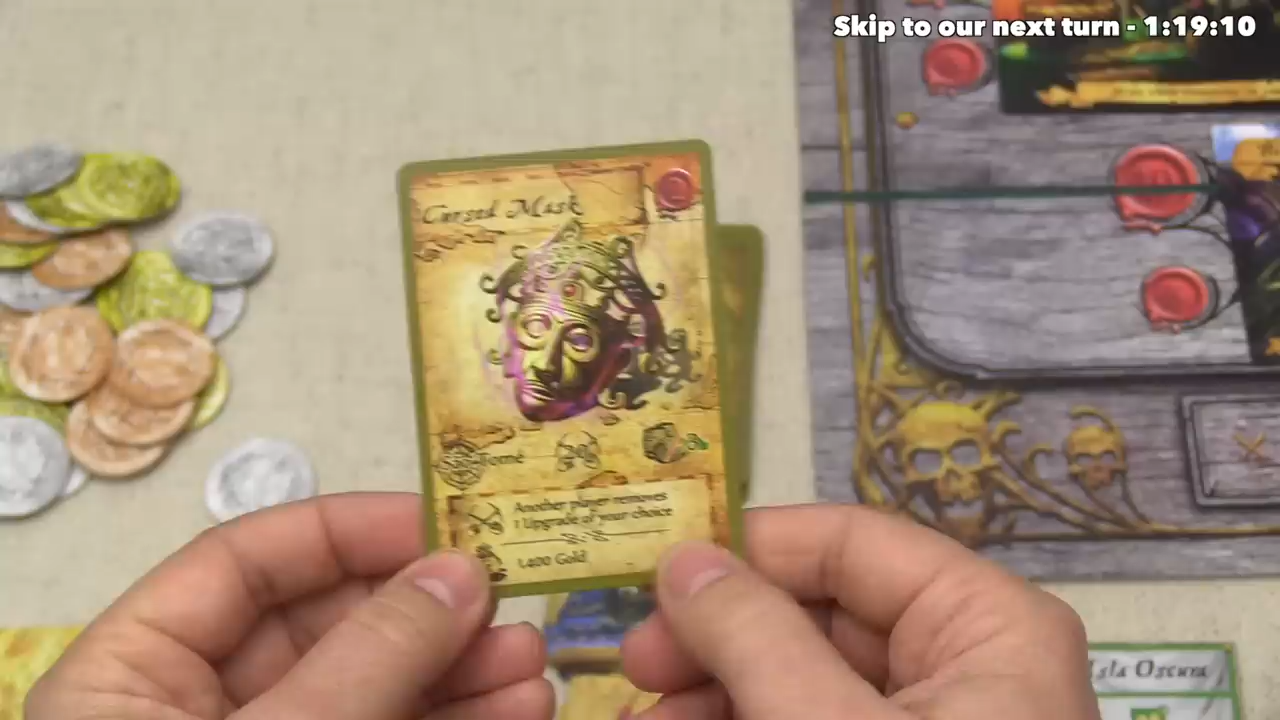 Skip to our next turn - 1:19:10
Cursed Mask
Tomé
Another player removes
1 Upgrade of your choice
1,400 Gold
Isla Oscura